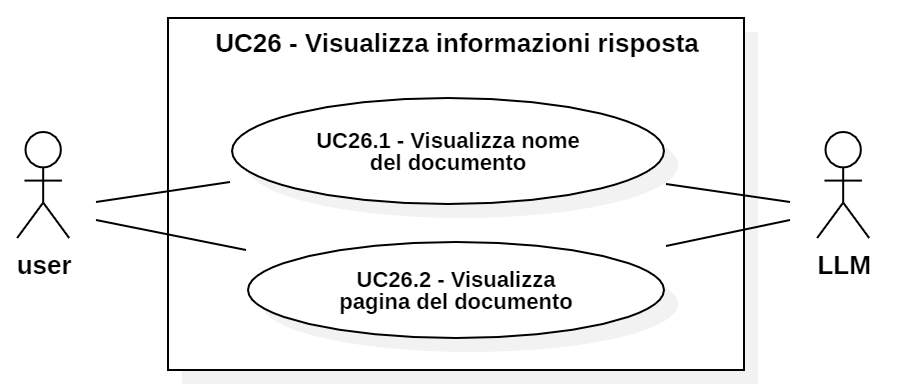 UC26 - Visualizza informazioni risposta
UC26.1 - Visualizza nome
del documento
user
LLM
UC26.2 - Visualizza
pagina del documento